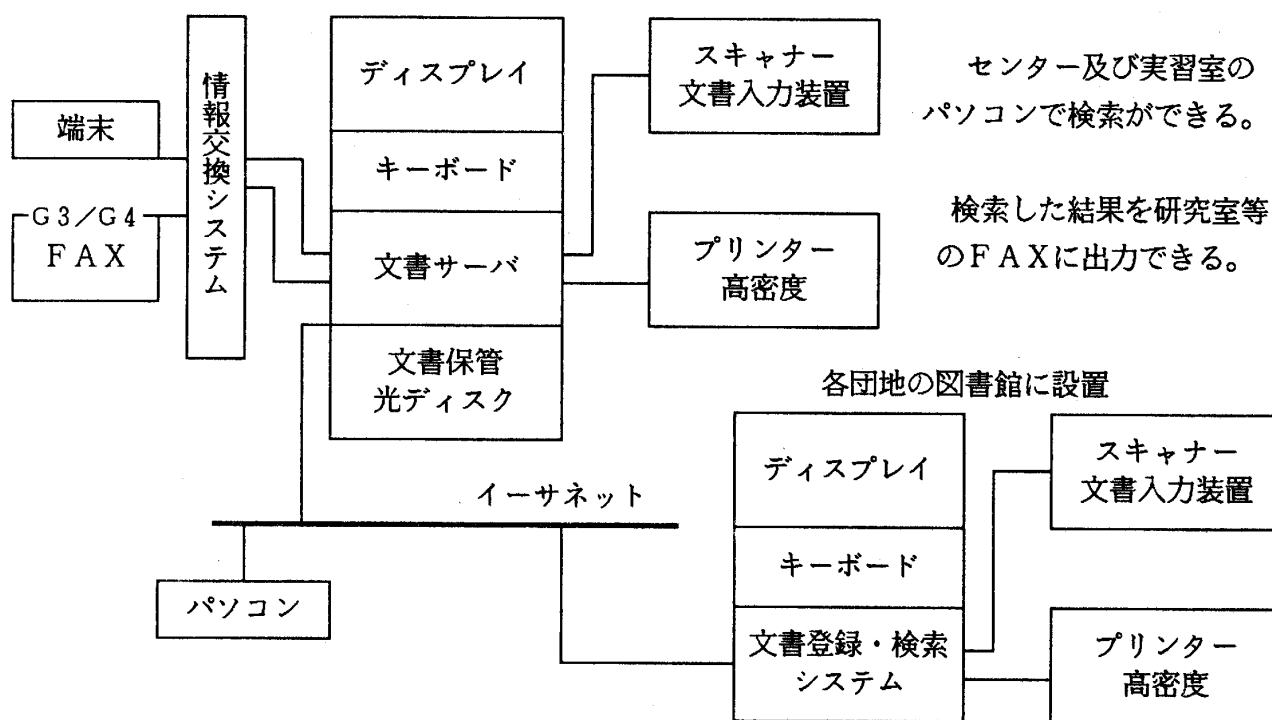 端末
G3/G4
FAX
情報交換システム
ディスプレイ
キーボード
文書サーバ
文書保管
光ディスク
スキャナー
文書入力装置
プリンター
高密度
センター及び実習室の
パソコンで検索ができる。
検索した結果を研究室等
のFAXに出力できる。
イーサネット
パソコン
各団地の図書館に設置
ディスプレイ
キーボード
文書登録・検索
システム
スキャナー
文書入力装置
プリンター
高密度